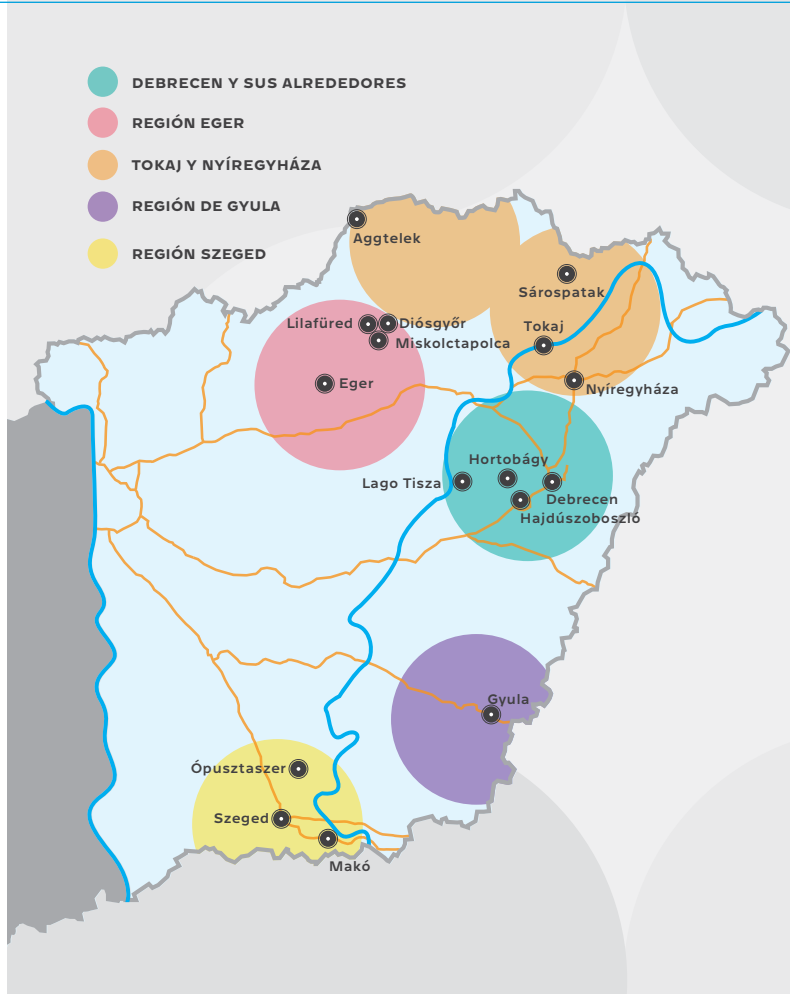 DEBRECEN Y SUS ALREDEDORES
REGIÓN EGER
TOKAJ Y NYÍREGYHÁZA
REGIÓN DE GYULA
REGIÓN SZEGED
Aggtelek
Sárospatak
Lilafüred
Diósgyőr
Tokaj
Miskolctapolca
Eger
Nyíregyháza
Hortobágy
Lago Tisza
Debrecen
Hajdúszoboszló
Gyula
Ópusztaszer
Szeged
Makó